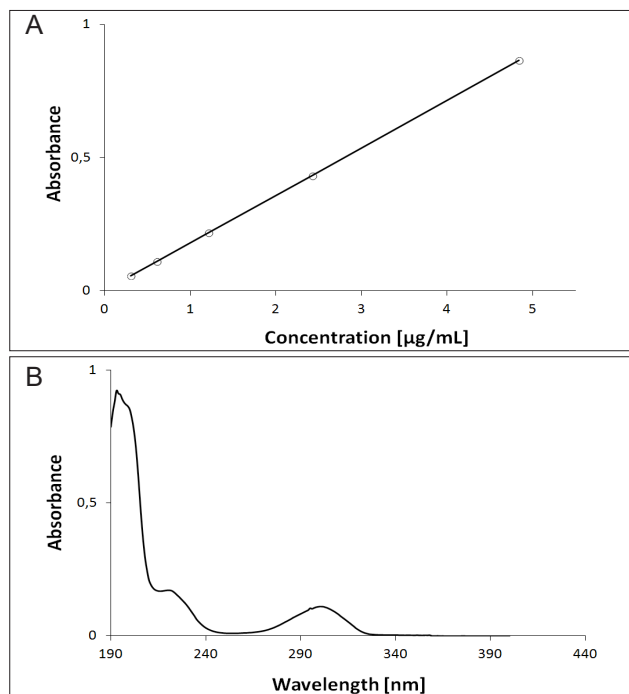 A
1
Absorbance
0,5
0
0 1 2 3 4 5
Concentration [µg/mL]
B
1
Absorbance
0,5
0
190 240 290 340 390 440
Wavelength [nm]